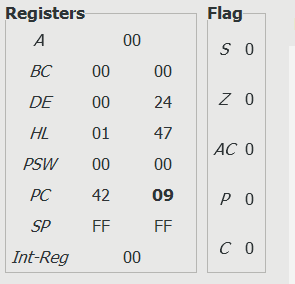 Registers
A 00
BC 00 00
DE 00 24
HL 01 47
PSW 00 00
PC 42 09
SP FF FF
Int-Reg 00
Flag
S 0
Z 0
AC 0
P 0
C 0